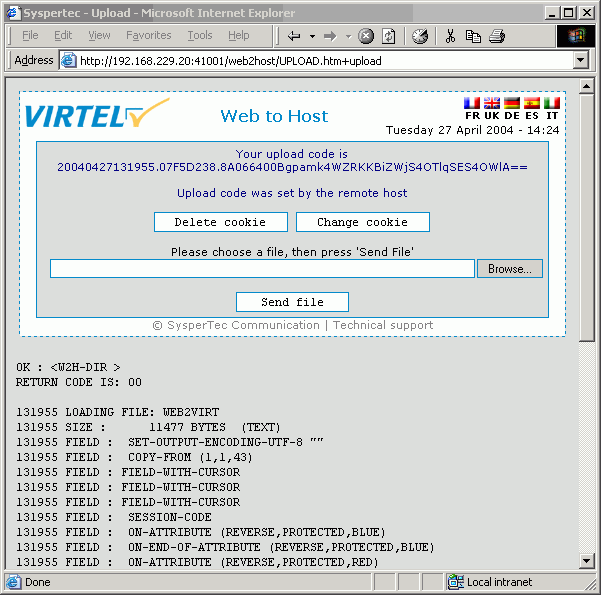 Syspertec - Upload - Microsoft Internet Explorer
File Edit View Favorites Tools Help
Address http://192.168.229.20:41001/web2host/UPLOAD.htm+upload
VIRTEL Web to Host
FR UK DE ES IT
Tuesday 27 April 2004 - 14:24
Your upload code is
20040427131955.07F5D238.8A066400Bgpamk4WZRKKBiZWjS4OTlqSES4OWlA==
Upload code was set by the remote host
Delete cookie Change cookie
Please choose a file, then press 'Send File'
Browse...
Send file
© SysperTec Communication | Technical support
OK : <W2H-DIR >
RETURN CODE IS: 00
131955 LOADING FILE: WEB2VIRT
131955 SIZE : 11477 BYTES (TEXT)
131955 FIELD : SET-OUTPUT-ENCODING-UTF-8 ""
131955 FIELD : COPY-FROM (1,1,43)
131955 FIELD : FIELD-WITH-CURSOR
131955 FIELD : FIELD-WITH-CURSOR
131955 FIELD : FIELD-WITH-CURSOR
131955 FIELD : SESSION-CODE
131955 FIELD : ON-ATTRIBUTE (REVERSE,PROTECTED,BLUE)
131955 FIELD : ON-END-OF-ATTRIBUTE (REVERSE,PROTECTED,BLUE)
131955 FIELD : ON-ATTRIBUTE (REVERSE,PROTECTED,RED)
Done Local intranet